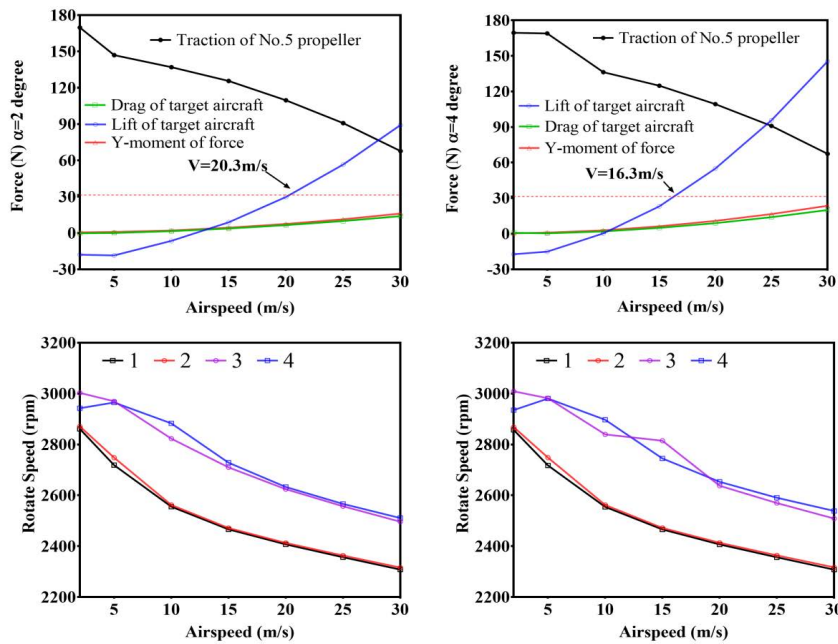 180
150
120
90
60
30
0
-30
Force (N) α=2 degree
Traction of No.5 propeller
Drag of target aircraft
Lift of target aircraft
Y-moment of force
V=20.3m/s
5 10 15 20 25 30
Airspeed (m/s)
180
150
120
90
60
30
0
-30
Force (N) α=4 degree
Traction of No.5 propeller
Lift of target aircraft
Drag of target aircraft
Y-moment of force
V=16.3m/s
5 10 15 20 25 30
Airspeed (m/s)
3200
3000
2800
2600
2400
2200
Rotate Speed (rpm)
1 2 3 4
5 10 15 20 25 30
Airspeed (m/s)
3200
3000
2800
2600
2400
2200
Rotate Speed (rpm)
1 2 3 4
5 10 15 20 25 30
Airspeed (m/s)